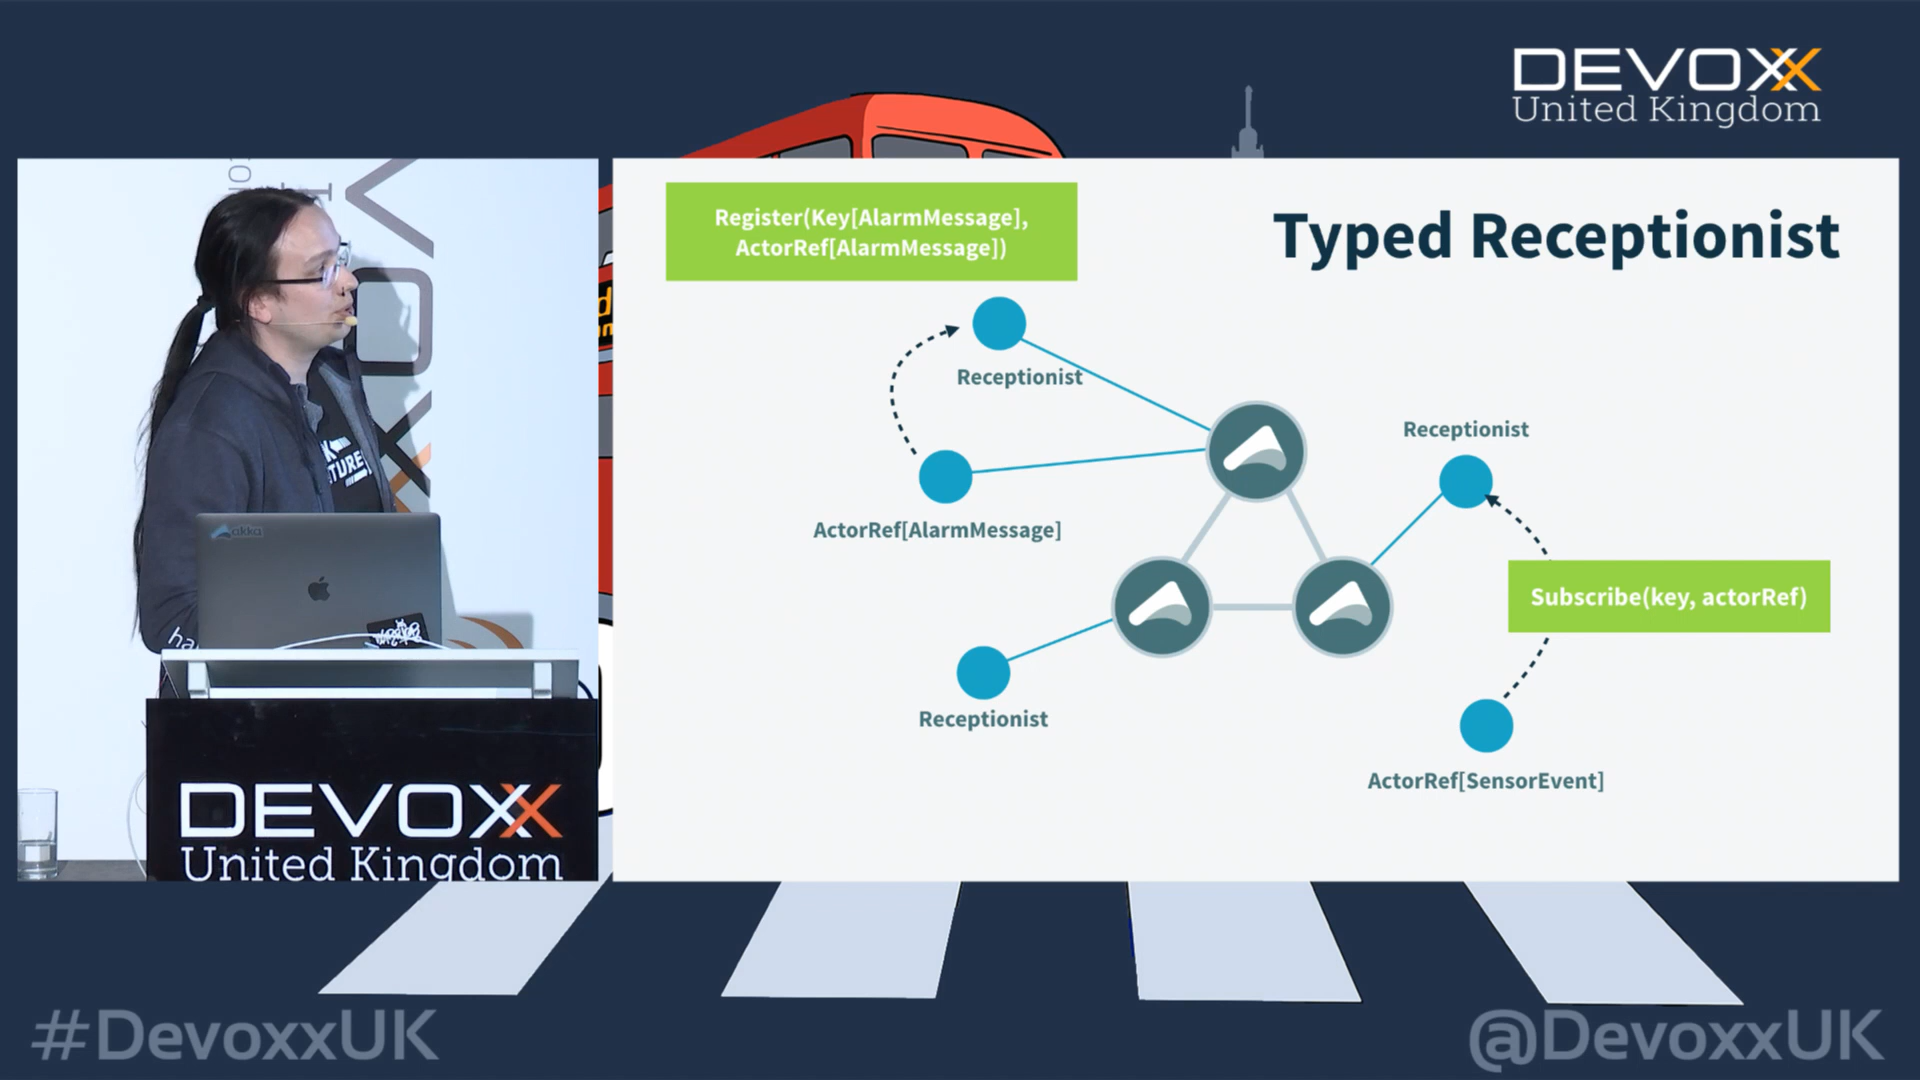 DEVOXX
United Kingdom
Register(Key[AlarmMessage],
ActorRef[AlarmMessage])
Typed Receptionist
Receptionist
Receptionist
ActorRef[AlarmMessage]
Subscribe(key, actorRef)
Receptionist
ActorRef[SensorEvent]
akka
DEVOXX
United Kingdom
#DevoxxUK
@DevoxxUK